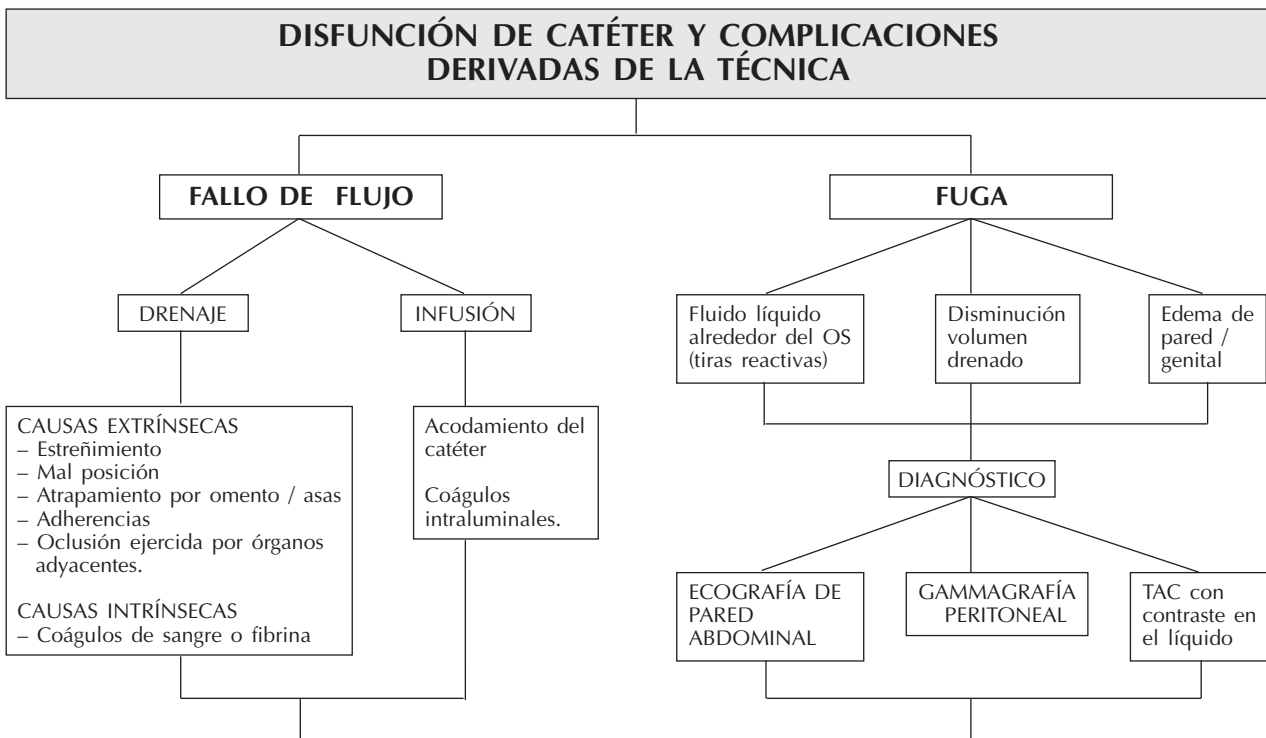 DISFUNCIÓN DE CATÉTER Y COMPLICACIONES
DERIVADAS DE LA TÉCNICA
FALLO DE FLUJO
DRENAJE
CAUSAS EXTRÍNSECAS
– Estreñimiento
– Mal posición
– Atrapamiento por omento / asas
– Adherencias
– Oclusión ejercida por órganos
adyacentes.
CAUSAS INTRÍNSECAS
– Coágulos de sangre o fibrina
INFUSIÓN
Acodamiento del
catéter
Coágulos
intraluminales.
FUGA
Fluido líquido
alrededor del OS
(tiras reactivas)
Disminución
volumen
drenado
Edema de
pared /
genital
DIAGNÓSTICO
ECOGRAFÍA DE
PARED
ABDOMINAL
GAMMAGRAFÍA
PERITONEAL
TAC con
contraste en
el líquido